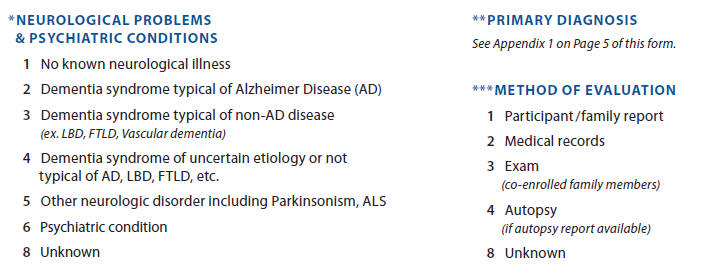 *NEUROLOGICAL PROBLEMS
& PSYCHIATRIC CONDITIONS
1 No known neurological illness
2 Dementia syndrome typical of Alzheimer Disease (AD)
3 Dementia syndrome typical of non-AD disease
(ex. LBD, FTLD, Vascular dementia)
4 Dementia syndrome of uncertain etiology or not
typical of AD, LBD, FTLD, etc.
5 Other neurologic disorder including Parkinsonism, ALS
6 Psychiatric condition
8 Unknown
**PRIMARY DIAGNOSIS
See Appendix 1 on Page 5 of this form.
***METHOD OF EVALUATION
1 Participant/family report
2 Medical records
3 Exam
(co-enrolled family members)
4 Autopsy
(if autopsy report available)
8 Unknown